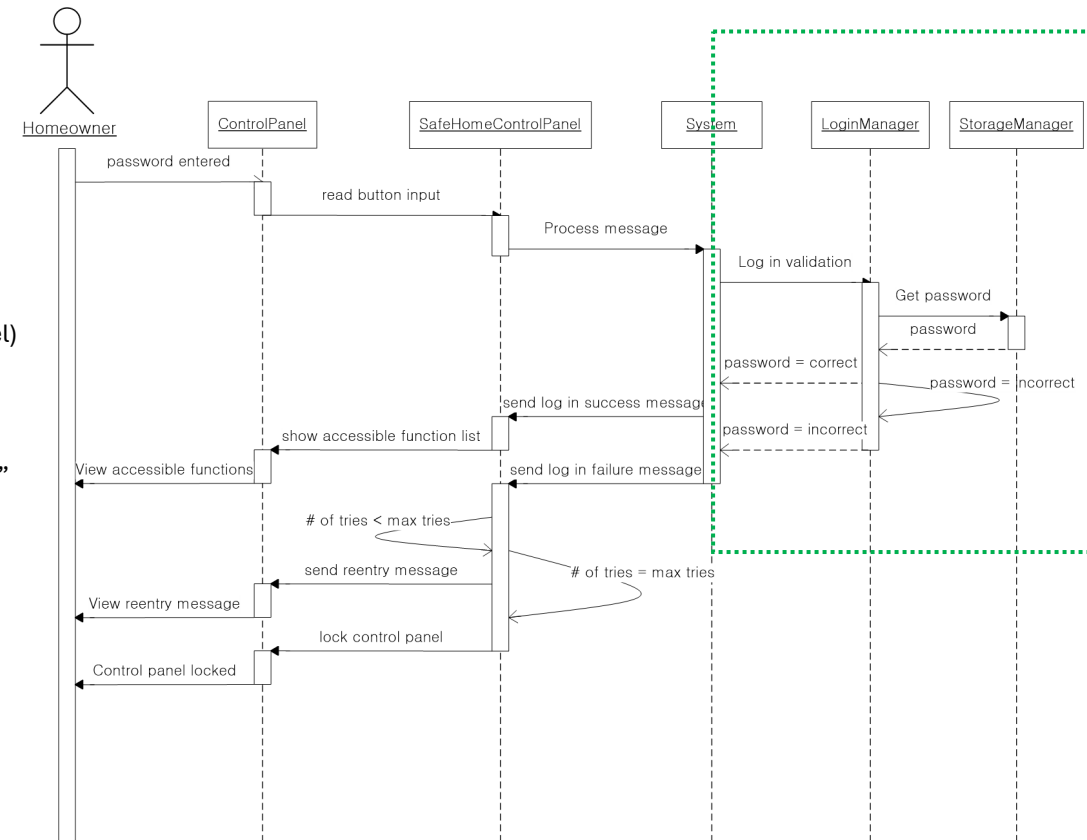 Homeowner
ControlPanel
SafeHomeControlPanel
System
LoginManager
StorageManager
password entered
read button input
Process message
Log in validation
Get password
password
el)
password = correct
password = incorrect
send log in success message
password = incorrect
show accessible function list
View accessible functions
”
send log in failure message
# of tries < max tries
send reentry message
# of tries = max tries
View reentry message
lock control panel
Control panel locked